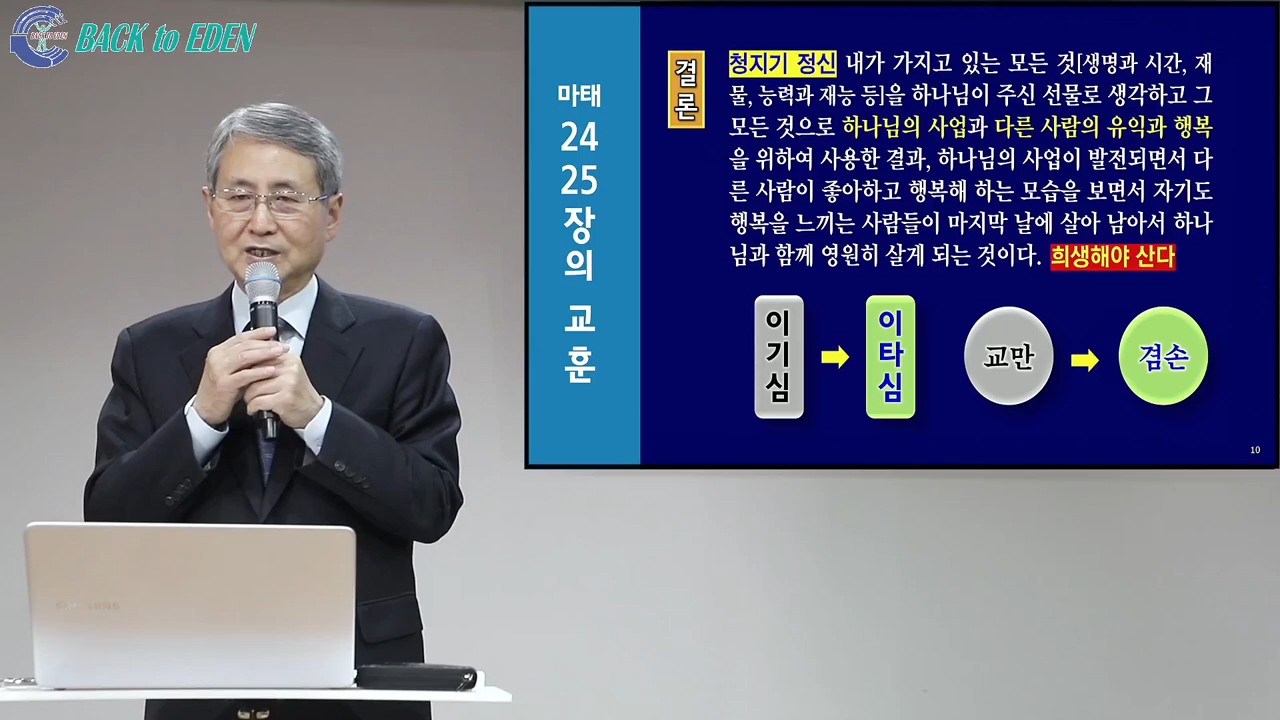 BACK to EDEN
마태
24
25
장
의
교
훈
결
론
청지기 정신 내가 가지고 있는 모든 것[생명과 시간, 재
물, 능력과 재능 등]을 하나님이 주신 선물로 생각하고 그
모든 것으로 하나님의 사업과 다른 사람의 유익과 행복
을 위하여 사용한 결과, 하나님의 사업이 발전되면서 다
른 사람이 좋아하고 행복해 하는 모습을 보면서 자기도
행복을 느끼는 사람들이 마지막 날에 살아 남아서 하나
님과 함께 영원히 살게 되는 것이다. 희생해야 산다
이
기
심
이
타
심
교만
겸손
10